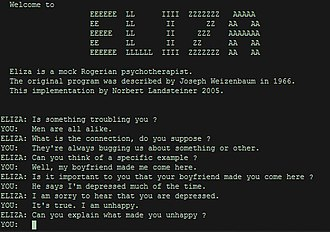 Welcome to
EEEEEE LL IIII ZZZZZZZ AAAAA
EE LL II ZZ AA AA
EEEEE LL II ZZZ AAAAAAA
EE LL II ZZ AA AA
EEEEEE LLLLLL IIII ZZZZZZZ AA AA
Eliza is a mock Rogerian psychotherapist.
The original program was described by Joseph Weizenbaum in 1966.
This implementation by Norbert Landsteiner 2005.
ELIZA: Is something troubling you ?
YOU: Men are all alike.
ELIZA: What is the connection, do you suppose ?
YOU: They're always bugging us about something or other.
ELIZA: Can you think of a specific example ?
YOU: Well, my boyfriend made me come here.
ELIZA: Is it important to you that your boyfriend made you come here ?
YOU: He says I'm depressed much of the time.
ELIZA: I am sorry to hear that you are depressed.
YOU: It's true. I am unhappy.
ELIZA: Can you explain what made you unhappy ?
YOU: